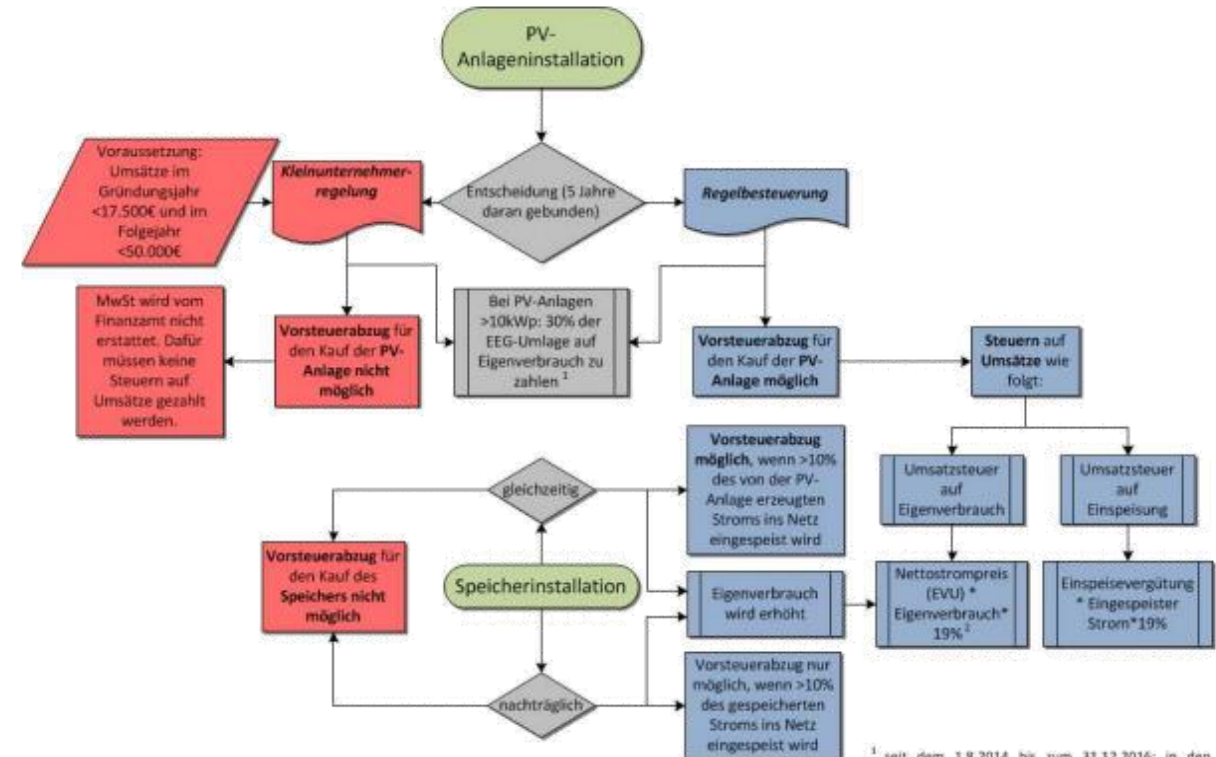 PV-
Anlageninstallation
Voraussetzung:
Umsätze im
Gründungsjahr
<17.500€ und im
Folgejahr
<50.000€
Kleinunternehmer-
regelung
Entscheidung (5 Jahre
daran gebunden)
Regelbesteuerung
MwSt wird vom
Finanzamt nicht
erstattet. Dafür
müssen keine
Steuern auf
Umsätze gezahlt
werden.
Vorsteuerabzug für
den Kauf der PV-
Anlage nicht
möglich
Bei PV-Anlagen
>10kWp: 30% der
EEG-Umlage auf
Eigenverbrauch zu
zahlen 1
Vorsteuerabzug für
den Kauf der PV-
Anlage möglich
Steuern auf
Umsätze wie
folgt:
Vorsteuerabzug
möglich, wenn >10%
des von der PV-
Anlage erzeugten
Stroms ins Netz
eingespeist wird
gleichzeitig
Umsatzsteuer
auf
Eigenverbrauch
Umsatzsteuer
auf
Einspeisung
Vorsteuerabzug für
den Kauf des
Speichers nicht
möglich
Speicherinstallation
Eigenverbrauch
wird erhöht
Nettostrompreis
(EVU) *
Eigenverbrauch*
19% 2
Einspeisevergütung
* Eingespeister
Strom*19%
nachträglich
Vorsteuerabzug nur
möglich, wenn >10%
des gespeicherten
Stroms ins Netz
eingespeist wird
1 seit dem 1.8.2014 bis zum 31.12.2016; in den